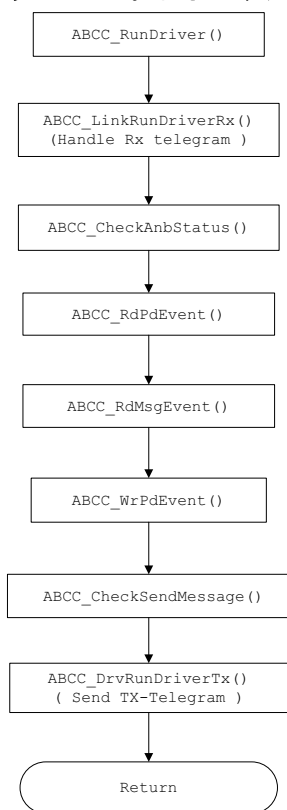 ABCC_RunDriver()
ABCC_LinkRunDriverRx()
(Handle Rx telegram )
ABCC_CheckAnbStatus()
ABCC_RdPdEvent()
ABCC_RdMsgEvent()
ABCC_WrPdEvent()
ABCC_CheckSendMessage()
ABCC_DrvRunDriverTx()
( Send TX-Telegram )
Return